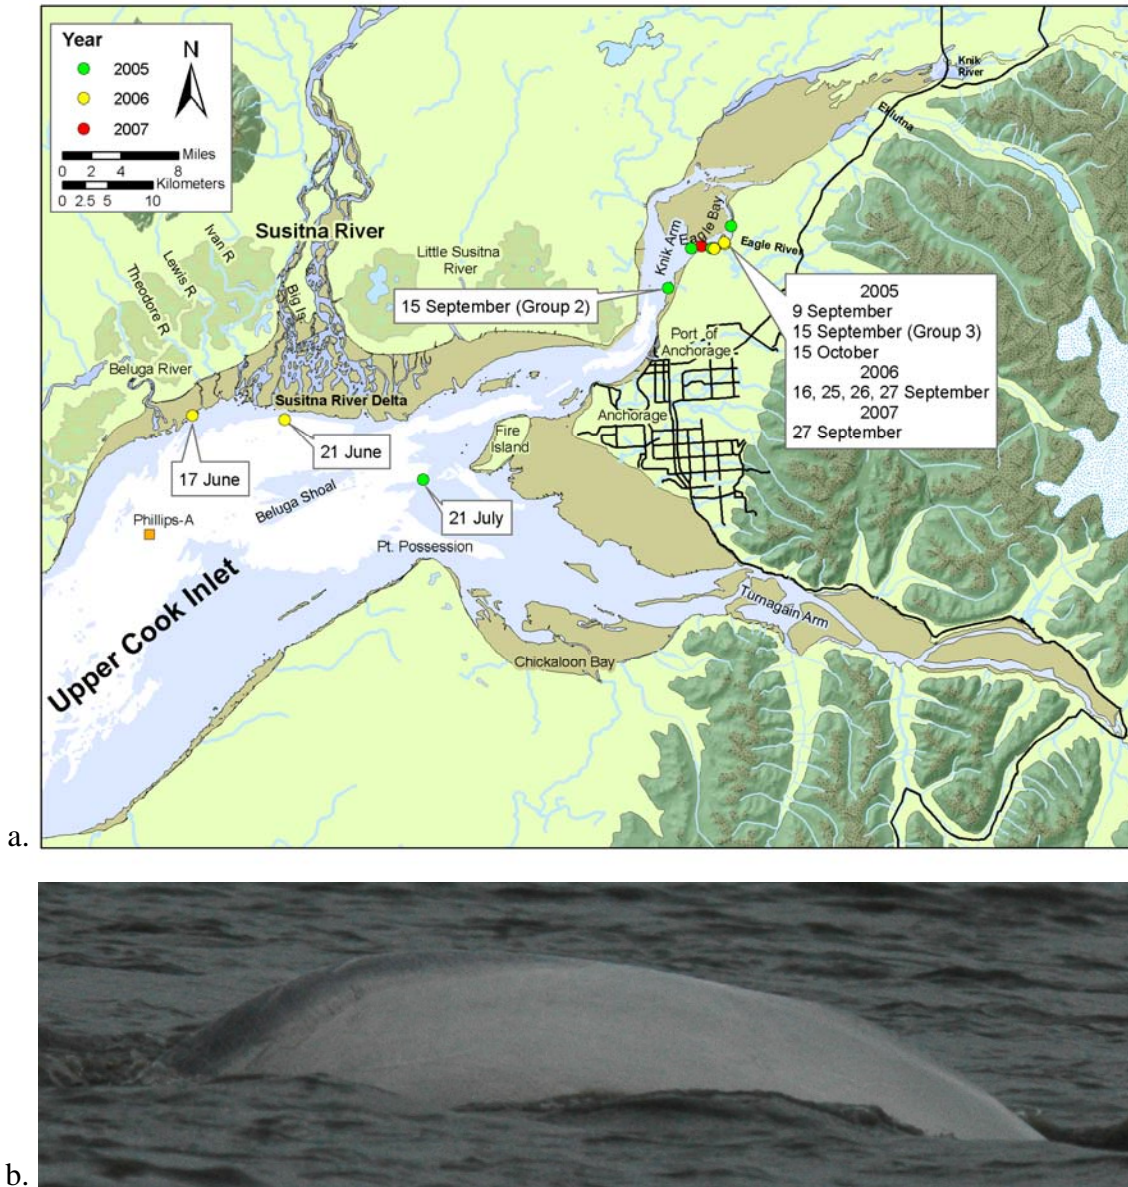 Year
N
2005
2006
2007
Miles
0 2 4 8
Kilometers
0 2.5 5 10
Knik
River
Eklutna
Susitna River
Ivan R
Lewis R
Theodore R
Big Is
Little Susitna
River
Knik Arm
Eagle Bay
Eagle River
15 September (Group 2)
2005
9 September
15 September (Group 3)
15 October
2006
16, 25, 26, 27 September
2007
27 September
Port of
Anchorage
Beluga River
Susitna River Delta
Anchorage
Fire
Island
17 June
21 June
Beluga Shoal
21 July
Phillips-A
Pt. Possession
Upper Cook Inlet
Turnagain Arm
Chickaloon Bay
a.
b.